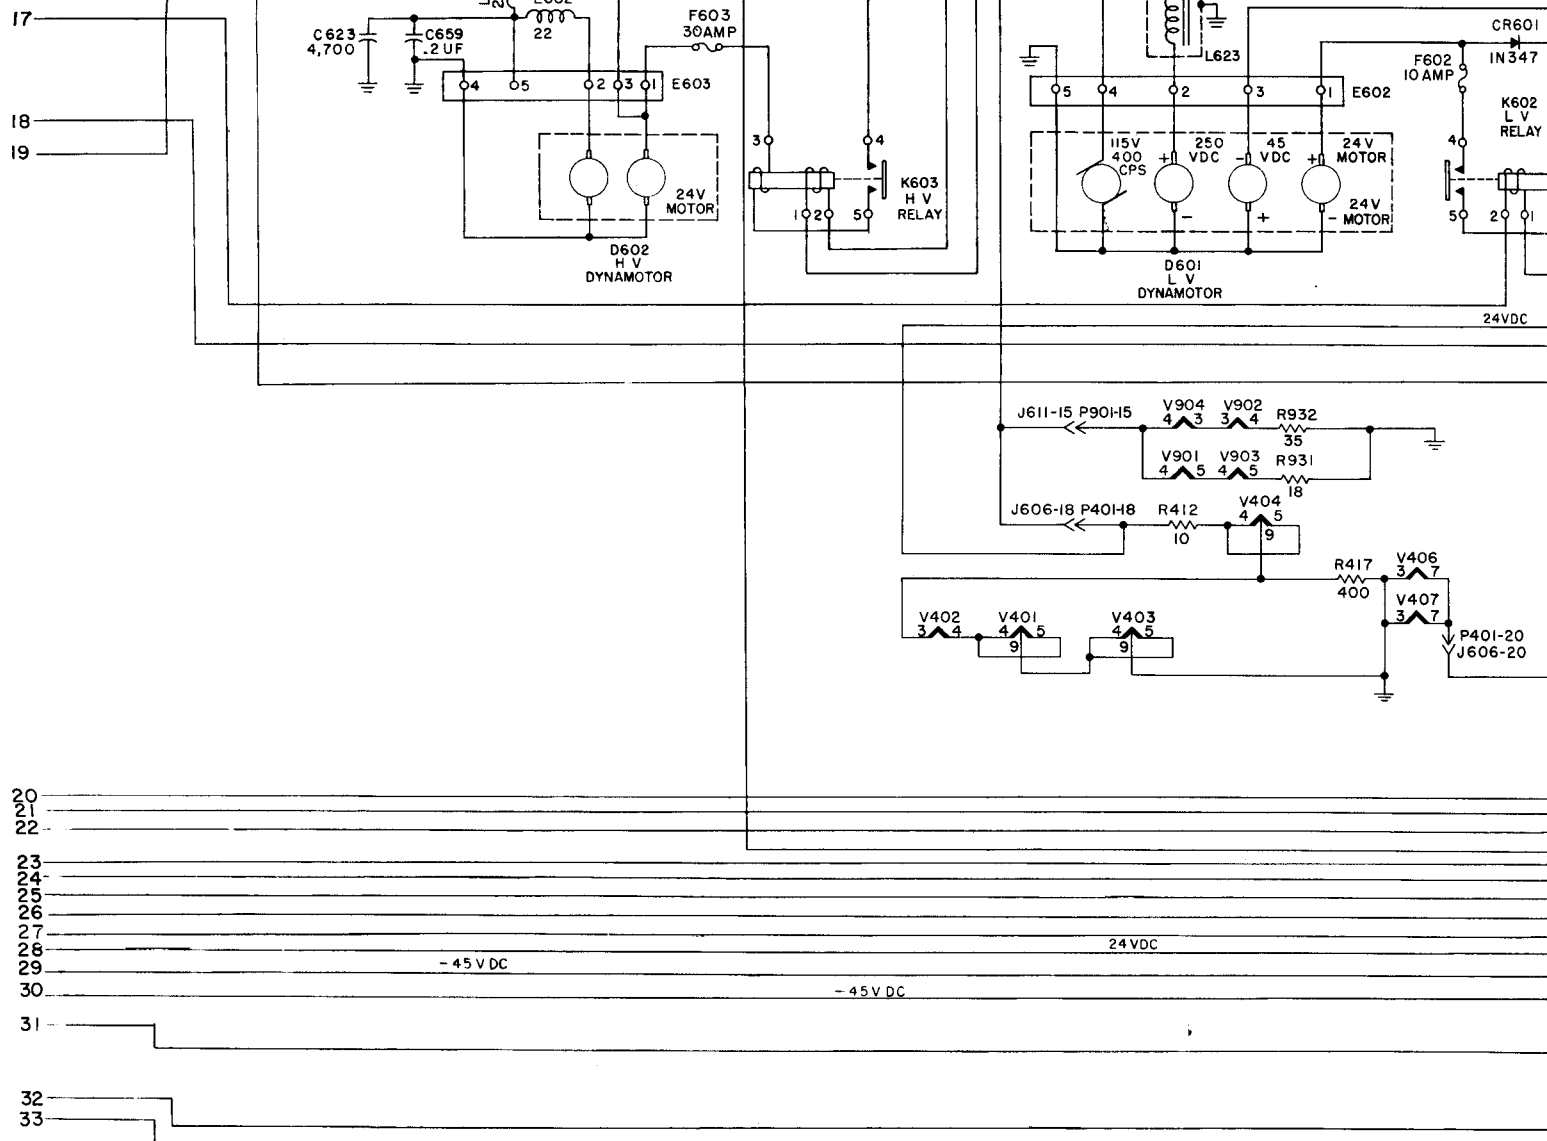 17
C623
4,700
C659
.2UF
22
F603
30AMP
4 5 2 3 1 E603
24V
MOTOR
D602
H V
DYNAMOTOR
3 4
1 2 5
K603
H V
RELAY
L623
5 4 2 3 1 E602
115V
400
CPS
+ 250
VDC
−
− 45
VDC
+
+ 24V
MOTOR
24V
− MOTOR
D601
L V
DYNAMOTOR
CR601
1N347
F602
10 AMP
K602
L V
RELAY
4
5 2 1
18
19
24VDC
J611-15 P901-15
V904
4 3
V902
3 4
R932
35
V901
4 5
V903
4 5
R931
18
J606-18 P401-18
R412
10
V404
4 5
9
R417
400
V406
3 7
V407
3 7
P401-20
J606-20
V402
3 4
V401
4 5
9
V403
4 5
9
20
21
22
23
24
25
26
27
28
24VDC
29
-45VDC
30
-45VDC
31
32
33